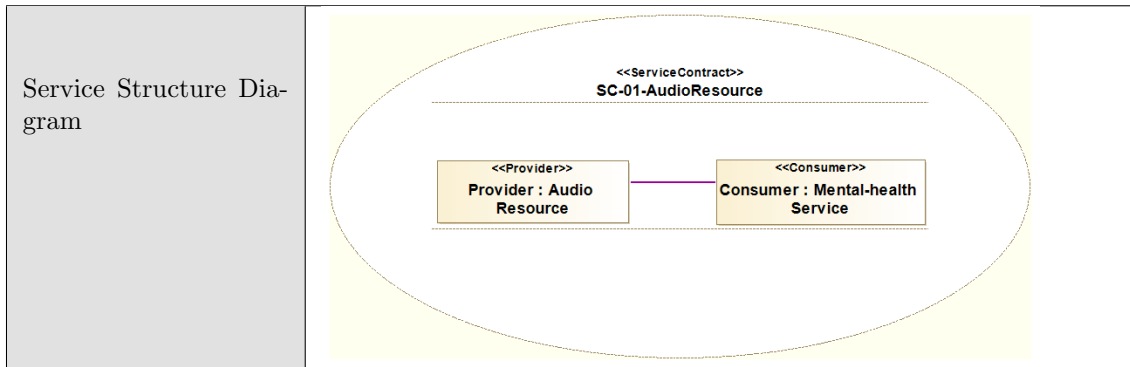 Service Structure Dia-
gram
<<ServiceContract>>
SC-01-AudioResource
<<Provider>>
Provider : Audio
Resource
<<Consumer>>
Consumer : Mental-health
Service